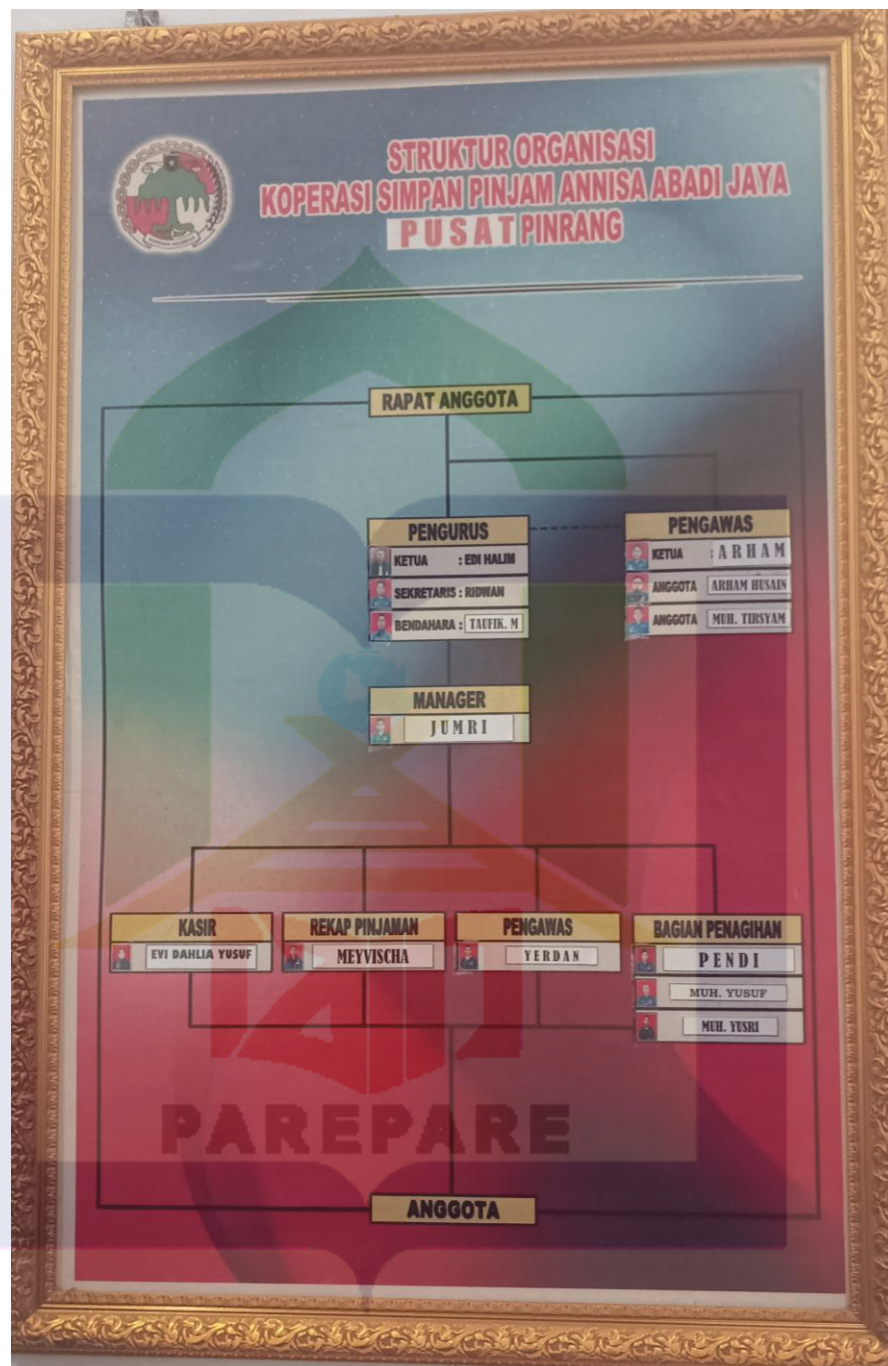 STRUKTUR ORGANISASI
KOPERASI SIMPAN PINJAM ANNISA ABADI JAYA
PUSAT PINRANG
RAPAT ANGGOTA
PENGURUS
KETUA : EDI HALIM
SEKRETARIS : RIDWAN
BENDAHARA : TAUFIK. M
PENGAWAS
KETUA : ARHAM
ANGGOTA ARHAM HUSAIN
ANGGOTA MUH. TIRSYAM
MANAGER
JUMRI
KASIR
EVI DAHLIA YUSUF
REKAP PINJAMAN
MEYVISCHA
PENGAWAS
YERDAN
BAGIAN PENAGIHAN
PENDI
MUH. YUSUF
MUH. YUSRI
PAREPARE
ANGGOTA